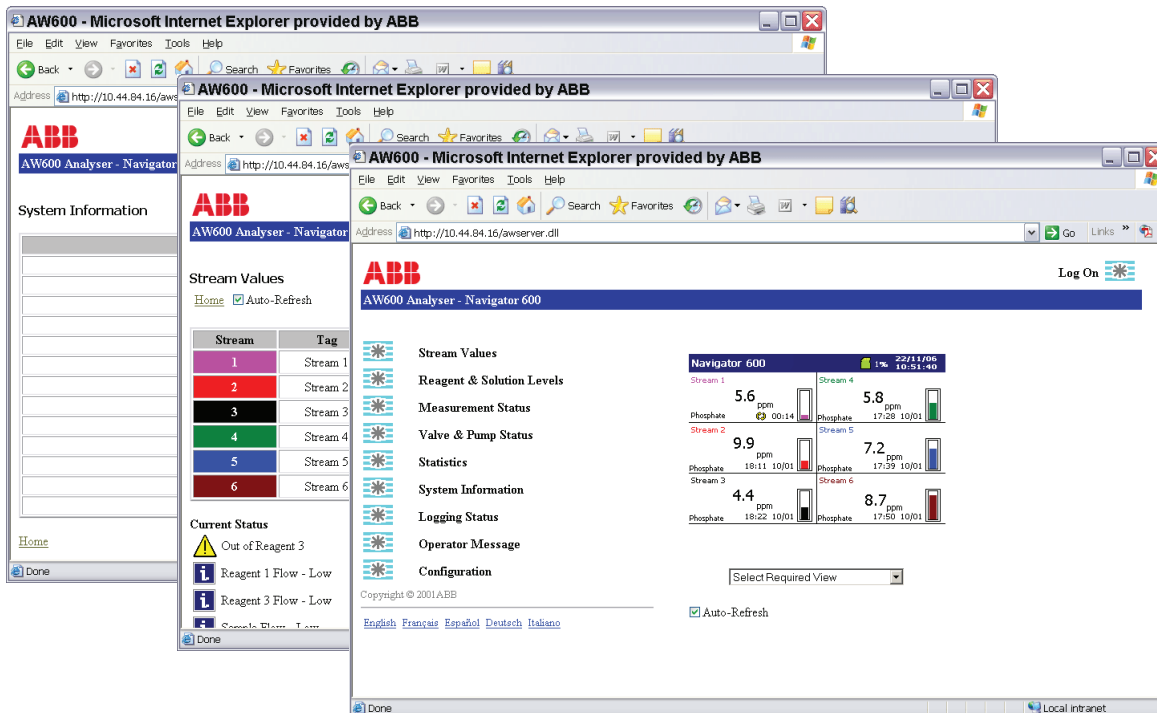 AW600 - Microsoft Internet Explorer provided by ABB
File Edit View Favorites Tools Help
Back Search Favorites
Address http://10.44.84.16/aws
ABB
AW600 Analyser - Navigator
System Information
Home
Done
AW600 - Microsoft Internet Explorer provided by ABB
File Edit View Favorites Tools Help
Back Search Favorites
Address http://10.44.84.16/aws
ABB
AW600 Analyser - Navigator
Stream Values
Home Auto-Refresh
Stream Tag
1 Stream 1
2 Stream 2
3 Stream 3
4 Stream 4
5 Stream 5
6 Stream 6
Current Status
Out of Reagent 3
Reagent 1 Flow - Low
Reagent 3 Flow - Low
Sample Flow - Low
Done
AW600 - Microsoft Internet Explorer provided by ABB
File Edit View Favorites Tools Help
Back Search Favorites
Address http://10.44.84.16/awserver.dll Go Links »
ABB
Log On
AW600 Analyser - Navigator 600
Stream Values
Reagent & Solution Levels
Measurement Status
Valve & Pump Status
Statistics
System Information
Logging Status
Operator Message
Configuration
Copyright © 2001ABB
English Français Español Deutsch Italiano
Navigator 600 1% 22/11/06 10:51:40
Stream 1
5.6 ppm
Phosphate 00:14
Stream 4
5.8 ppm
Phosphate 17:28 10/01
Stream 2
9.9 ppm
Phosphate 18:11 10/01
Stream 5
7.2 ppm
Phosphate 17:39 10/01
Stream 3
4.4 ppm
Phosphate 18:22 10/01
Stream 6
8.7 ppm
Phosphate 17:50 10/01
Select Required View
Auto-Refresh
Done Local intranet